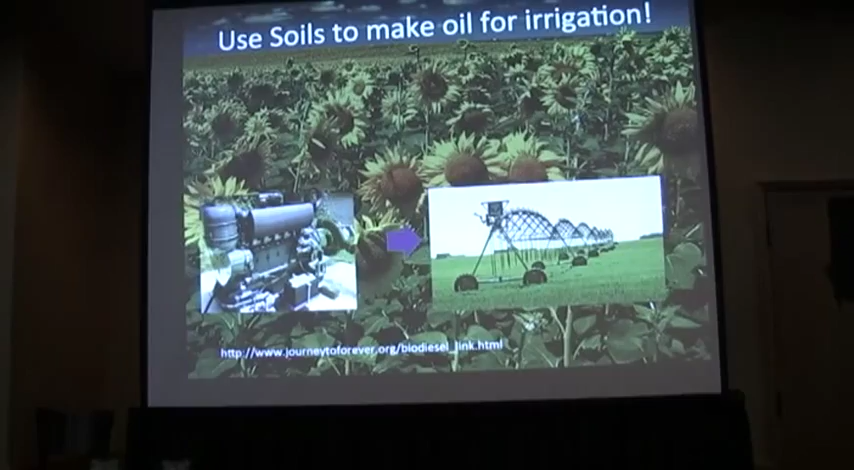 Use Soils to make oil for irrigation!
http://www.journeytoforever.org/biodiesel_link.html